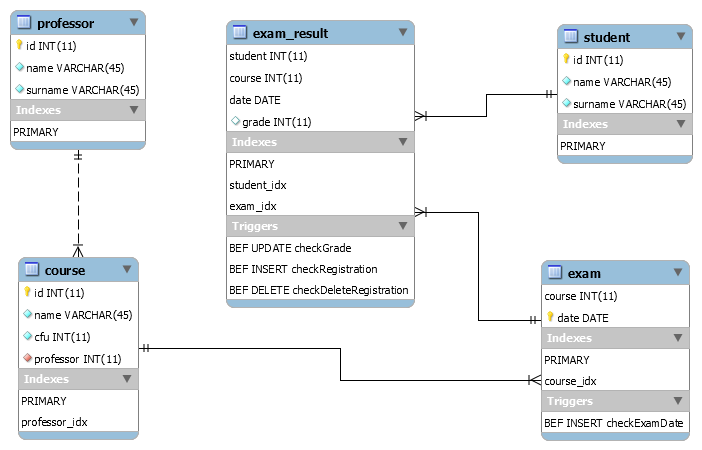 professor
id INT(11)
name VARCHAR(45)
surname VARCHAR(45)
Indexes
PRIMARY
exam_result
student INT(11)
course INT(11)
date DATE
grade INT(11)
Indexes
PRIMARY
student_idx
exam_idx
Triggers
BEF UPDATE checkGrade
BEF INSERT checkRegistration
BEF DELETE checkDeleteRegistration
student
id INT(11)
name VARCHAR(45)
surname VARCHAR(45)
Indexes
PRIMARY
course
id INT(11)
name VARCHAR(45)
cfu INT(11)
professor INT(11)
Indexes
PRIMARY
professor_idx
exam
course INT(11)
date DATE
Indexes
PRIMARY
course_idx
Triggers
BEF INSERT checkExamDate